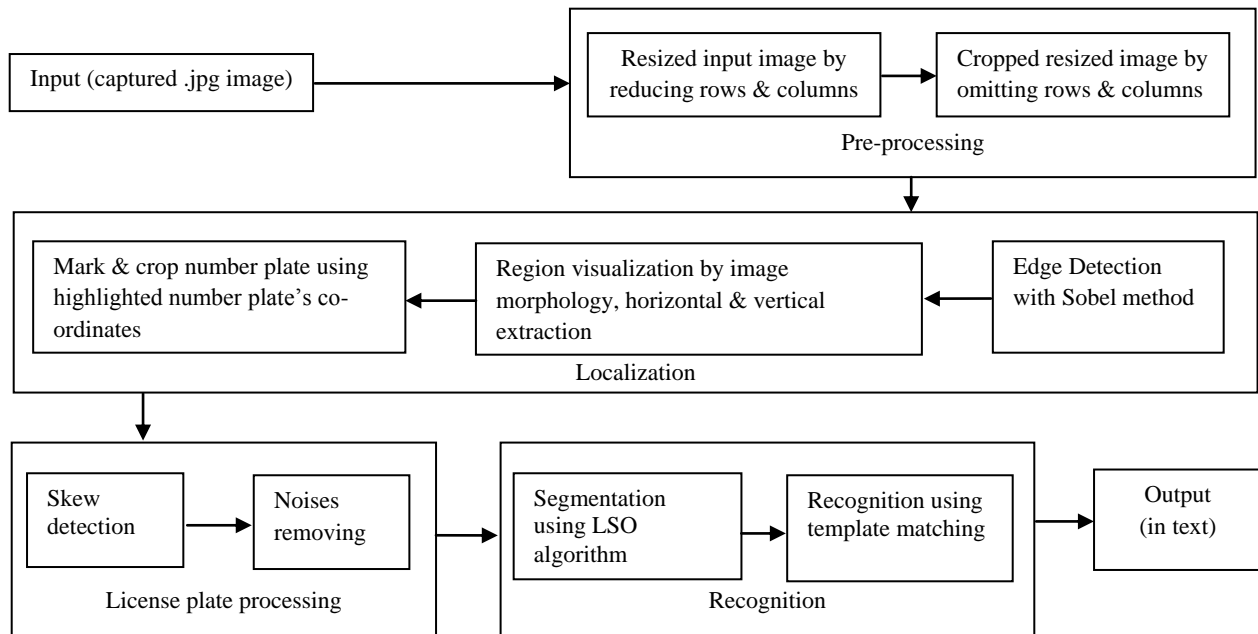 Input (captured .jpg image)
Resized input image by
reducing rows & columns
Cropped resized image by
omitting rows & columns
Pre-processing
Edge Detection
with Sobel method
Region visualization by image
morphology, horizontal & vertical
extraction
Mark & crop number plate using
highlighted number plate’s co-
ordinates
Localization
Skew
detection
Noises
removing
License plate processing
Segmentation
using LSO
algorithm
Recognition using
template matching
Recognition
Output
(in text)